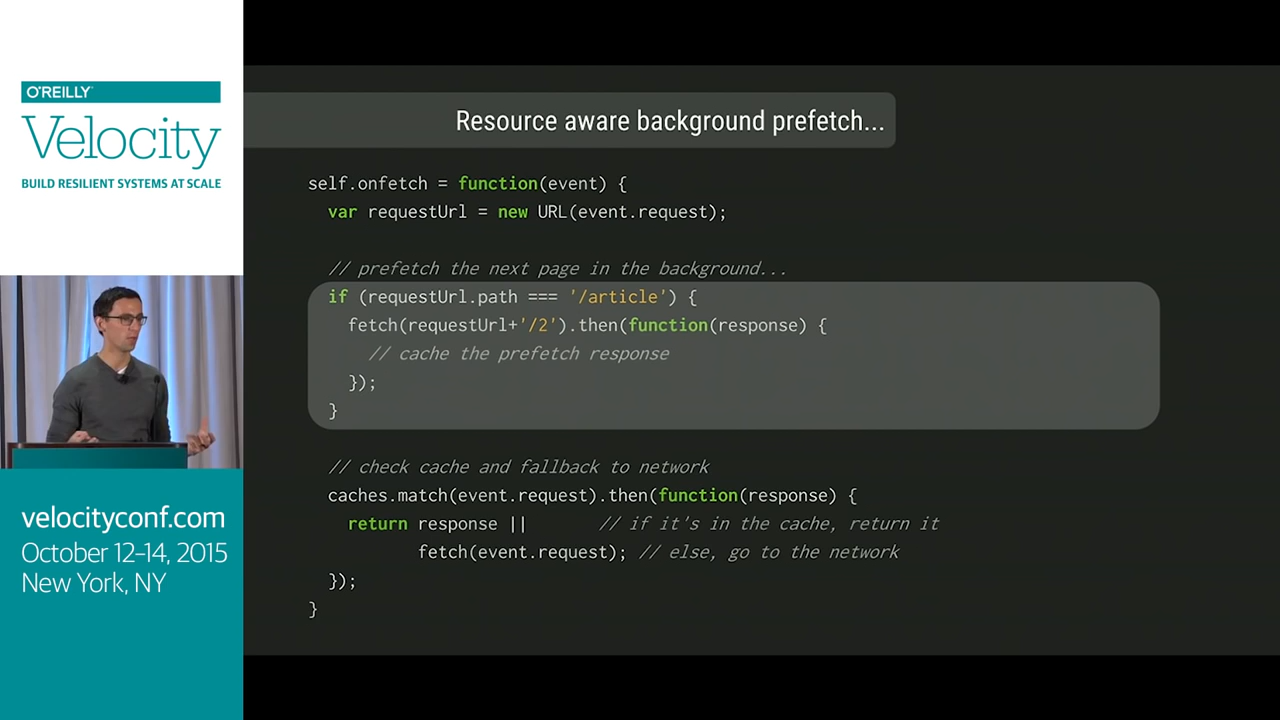 O'REILLY
Velocity
BUILD RESILIENT SYSTEMS AT SCALE
velocityconf.com
October 12–14, 2015
New York, NY
Resource aware background prefetch...
self.onfetch = function(event) {
var requestUrl = new URL(event.request);
// prefetch the next page in the background...
if (requestUrl.path === '/article') {
fetch(requestUrl+'/2').then(function(response) {
// cache the prefetch response
});
}
// check cache and fallback to network
caches.match(event.request).then(function(response) {
return response || // if it's in the cache, return it
fetch(event.request); // else, go to the network
});
}